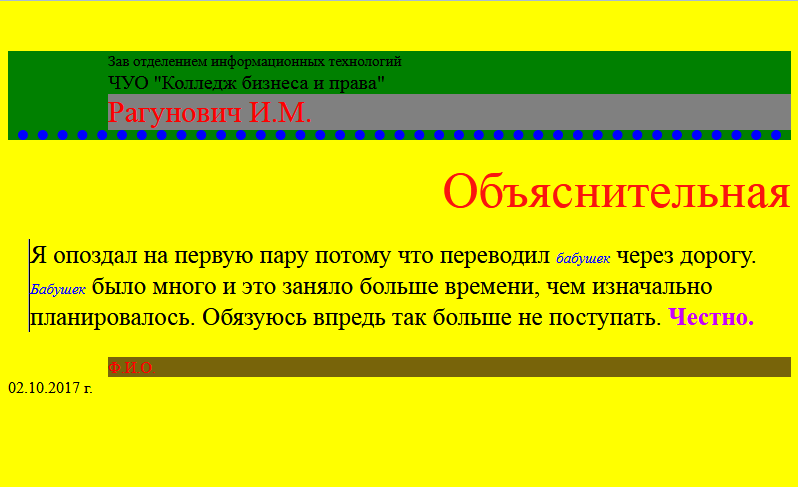 Зав отделением информационных технологий
ЧУО "Колледж бизнеса и права"
Рагунович И.М.
Объяснительная
Я опоздал на первую пару потому что переводил бабушек через дорогу.
Бабушек было много и это заняло больше времени, чем изначально
планировалось. Обязуюсь впредь так больше не поступать. Честно.
Ф.И.О.
02.10.2017 г.